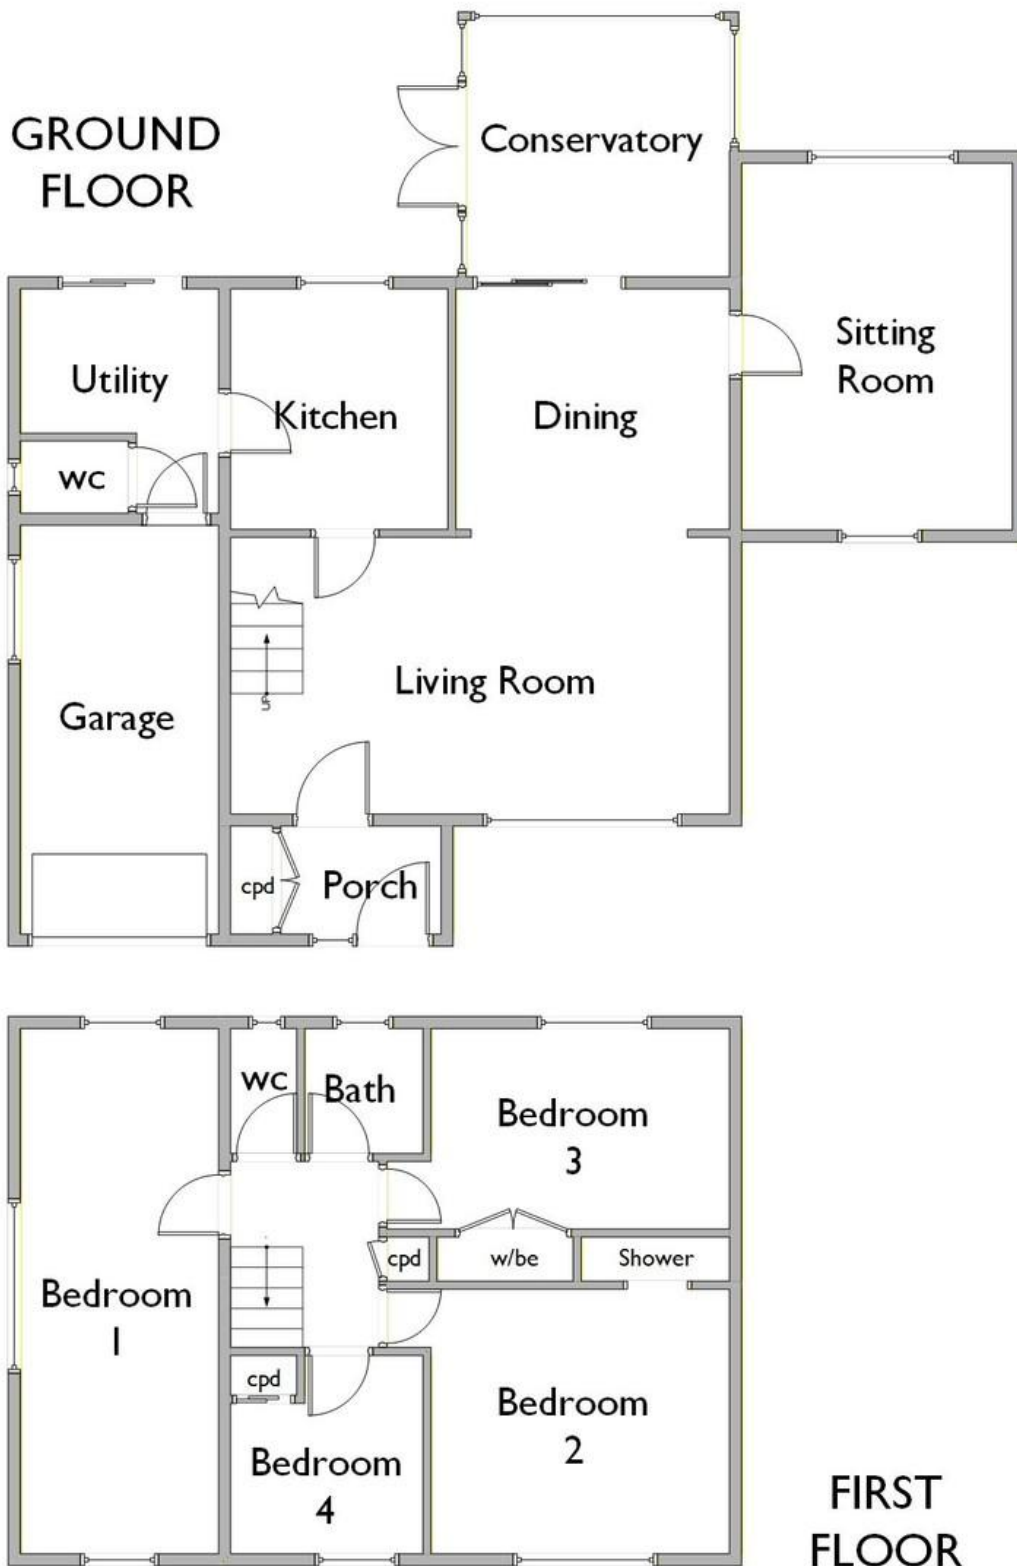 GROUND
FLOOR
Conservatory
Sitting
Room
Utility
Kitchen
Dining
WC
Living Room
Garage
up
cpd
Porch
WC
Bath
Bedroom
3
cpd
w/be
Shower
Bedroom
1
cpd
Bedroom
2
Bedroom
4
FIRST
FLOOR